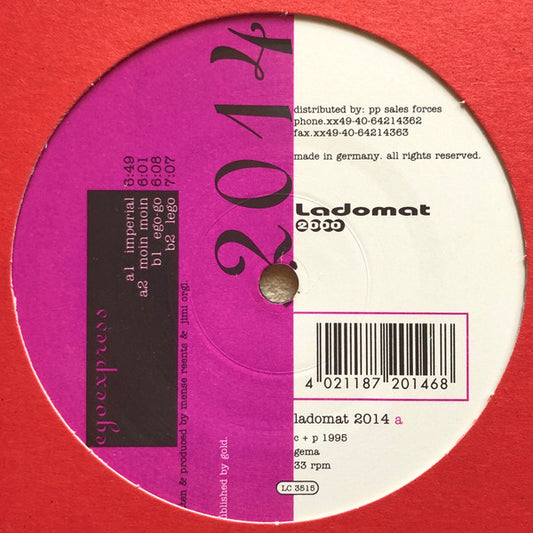 2014
egoexpress
a1 imperial 6:49
a2 moin moin 6:01
b1 ego-go 6:08
b2 lego 7:07
& produced by mense reents & jimi orgl.
by gold.
distributed by: pp sales forces
phone.xx49-40-64214362
fax.xx49-40-64214363
made in germany. all rights reserved.
Ladomat
2000
4 021187 201468
ladomat 2014 a
c + p 1995
gema
33 rpm
LC 3515